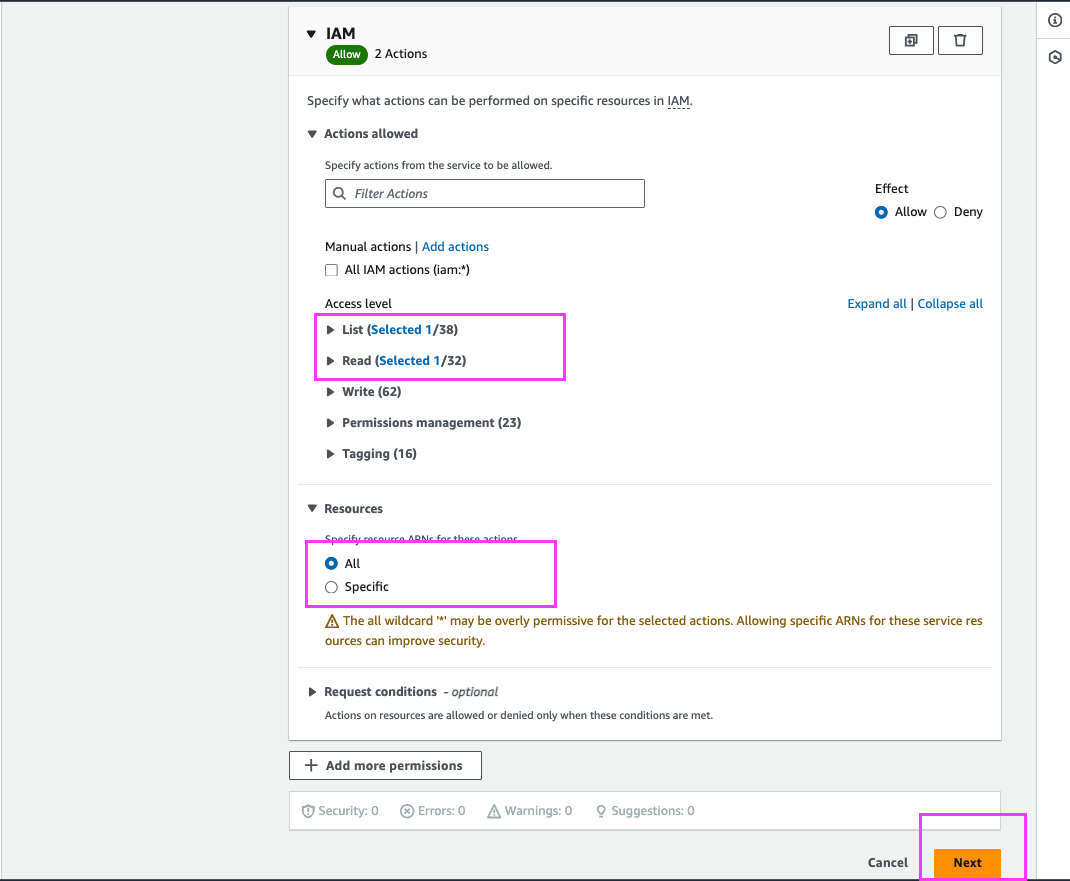 IAM
Allow 2 Actions
Specify what actions can be performed on specific resources in IAM.
Actions allowed
Specify actions from the service to be allowed.
Filter Actions
Effect
Allow Deny
Manual actions | Add actions
All IAM actions (iam:*)
Access level
Expand all | Collapse all
List (Selected 1/38)
Read (Selected 1/32)
Write (62)
Permissions management (23)
Tagging (16)
Resources
Specify resource ARNs for these actions.
All
Specific
The all wildcard '*' may be overly permissive for the selected actions. Allowing specific ARNs for these service res
ources can improve security.
Request conditions - optional
Actions on resources are allowed or denied only when these conditions are met.
Add more permissions
Security: 0 Errors: 0 Warnings: 0 Suggestions: 0
Cancel Next